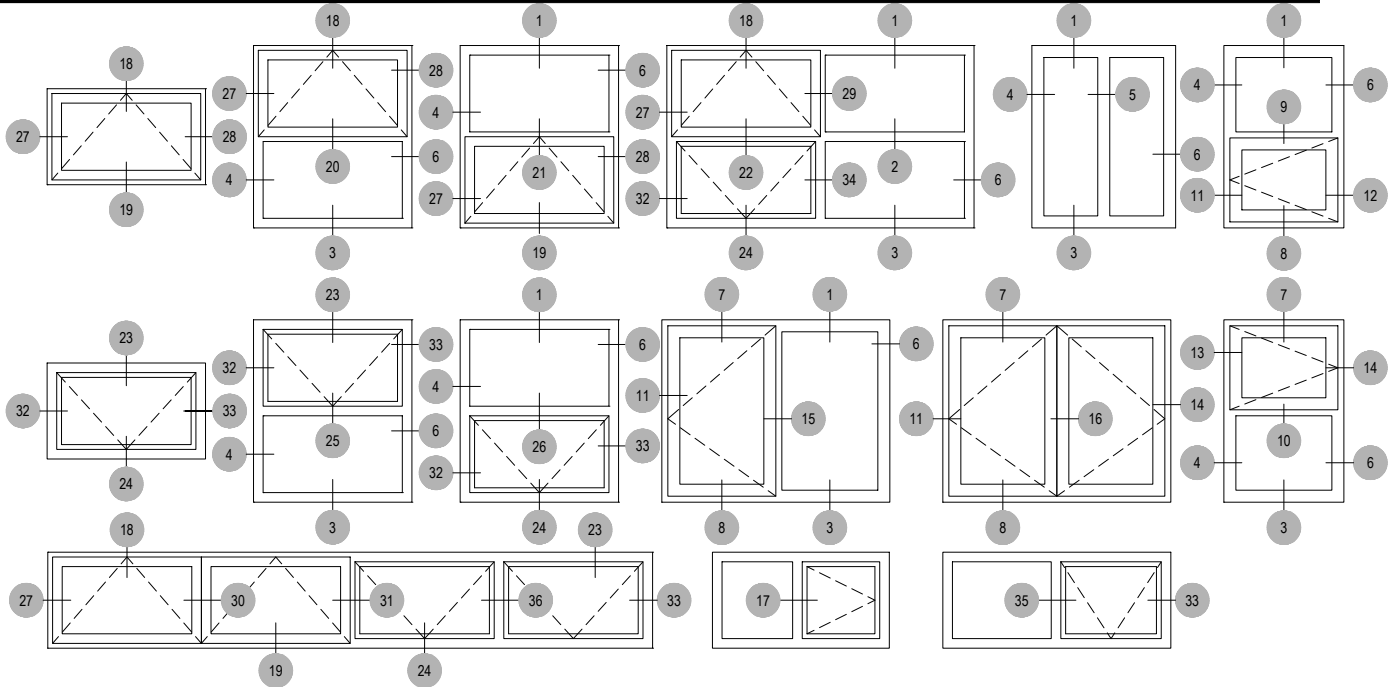 18 1 18 1 1 1
18 28 6 4 5 4 6
27 27 4 29 9
27 28 27
20 6 21 28 22 2 6 11 12
4 27 32 34 6
19 3 19 24 3 3 8
23 1 7 1 7 7
23 32 33 6 6 13 14
32 33 4 11 15 11 16 14
25 6 26 33 10
4 32 4 6
24 3 24 8 3 8 3
18 23
27 30 31 36 33 17 35 33
19 24